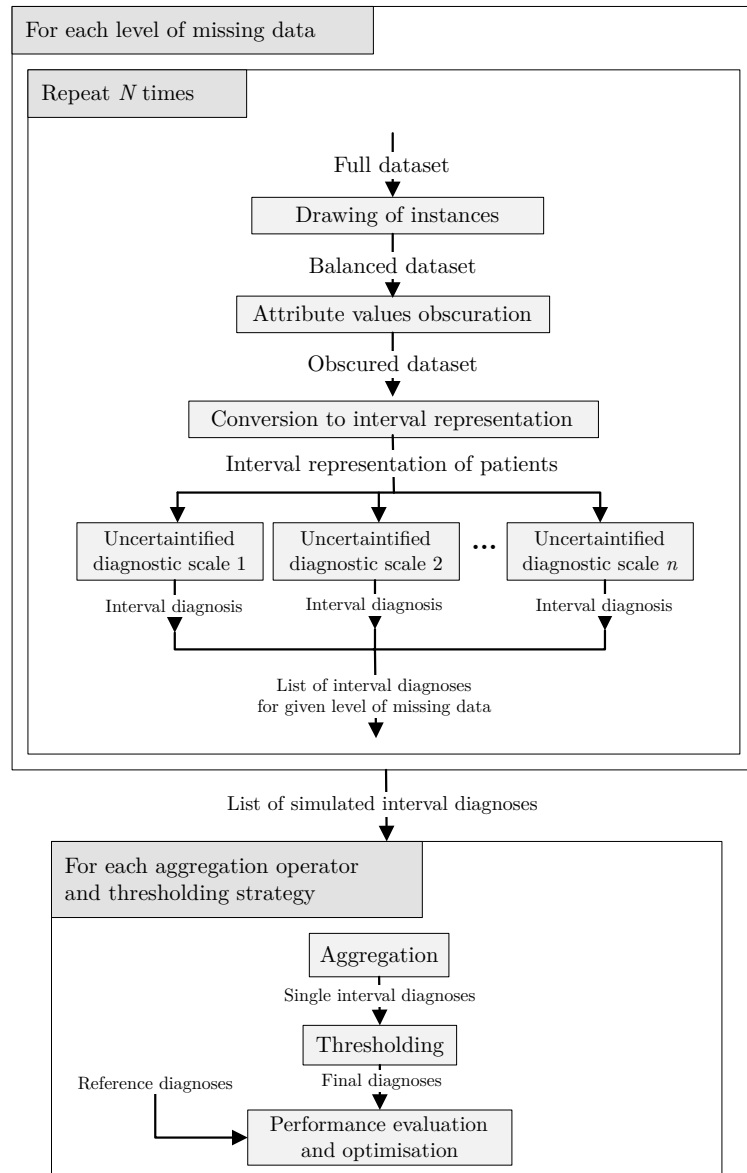 For each level of missing data
Repeat N times
Full dataset
Drawing of instances
Balanced dataset
Attribute values obscuration
Obscured dataset
Conversion to interval representation
Interval representation of patients
Uncertaintified
diagnostic scale 1
Uncertaintified
diagnostic scale 2
...
Uncertaintified
diagnostic scale n
Interval diagnosis
Interval diagnosis
Interval diagnosis
List of interval diagnoses
for given level of missing data
List of simulated interval diagnoses
For each aggregation operator
and thresholding strategy
Aggregation
Single interval diagnoses
Thresholding
Reference diagnoses
Final diagnoses
Performance evaluation
and optimisation